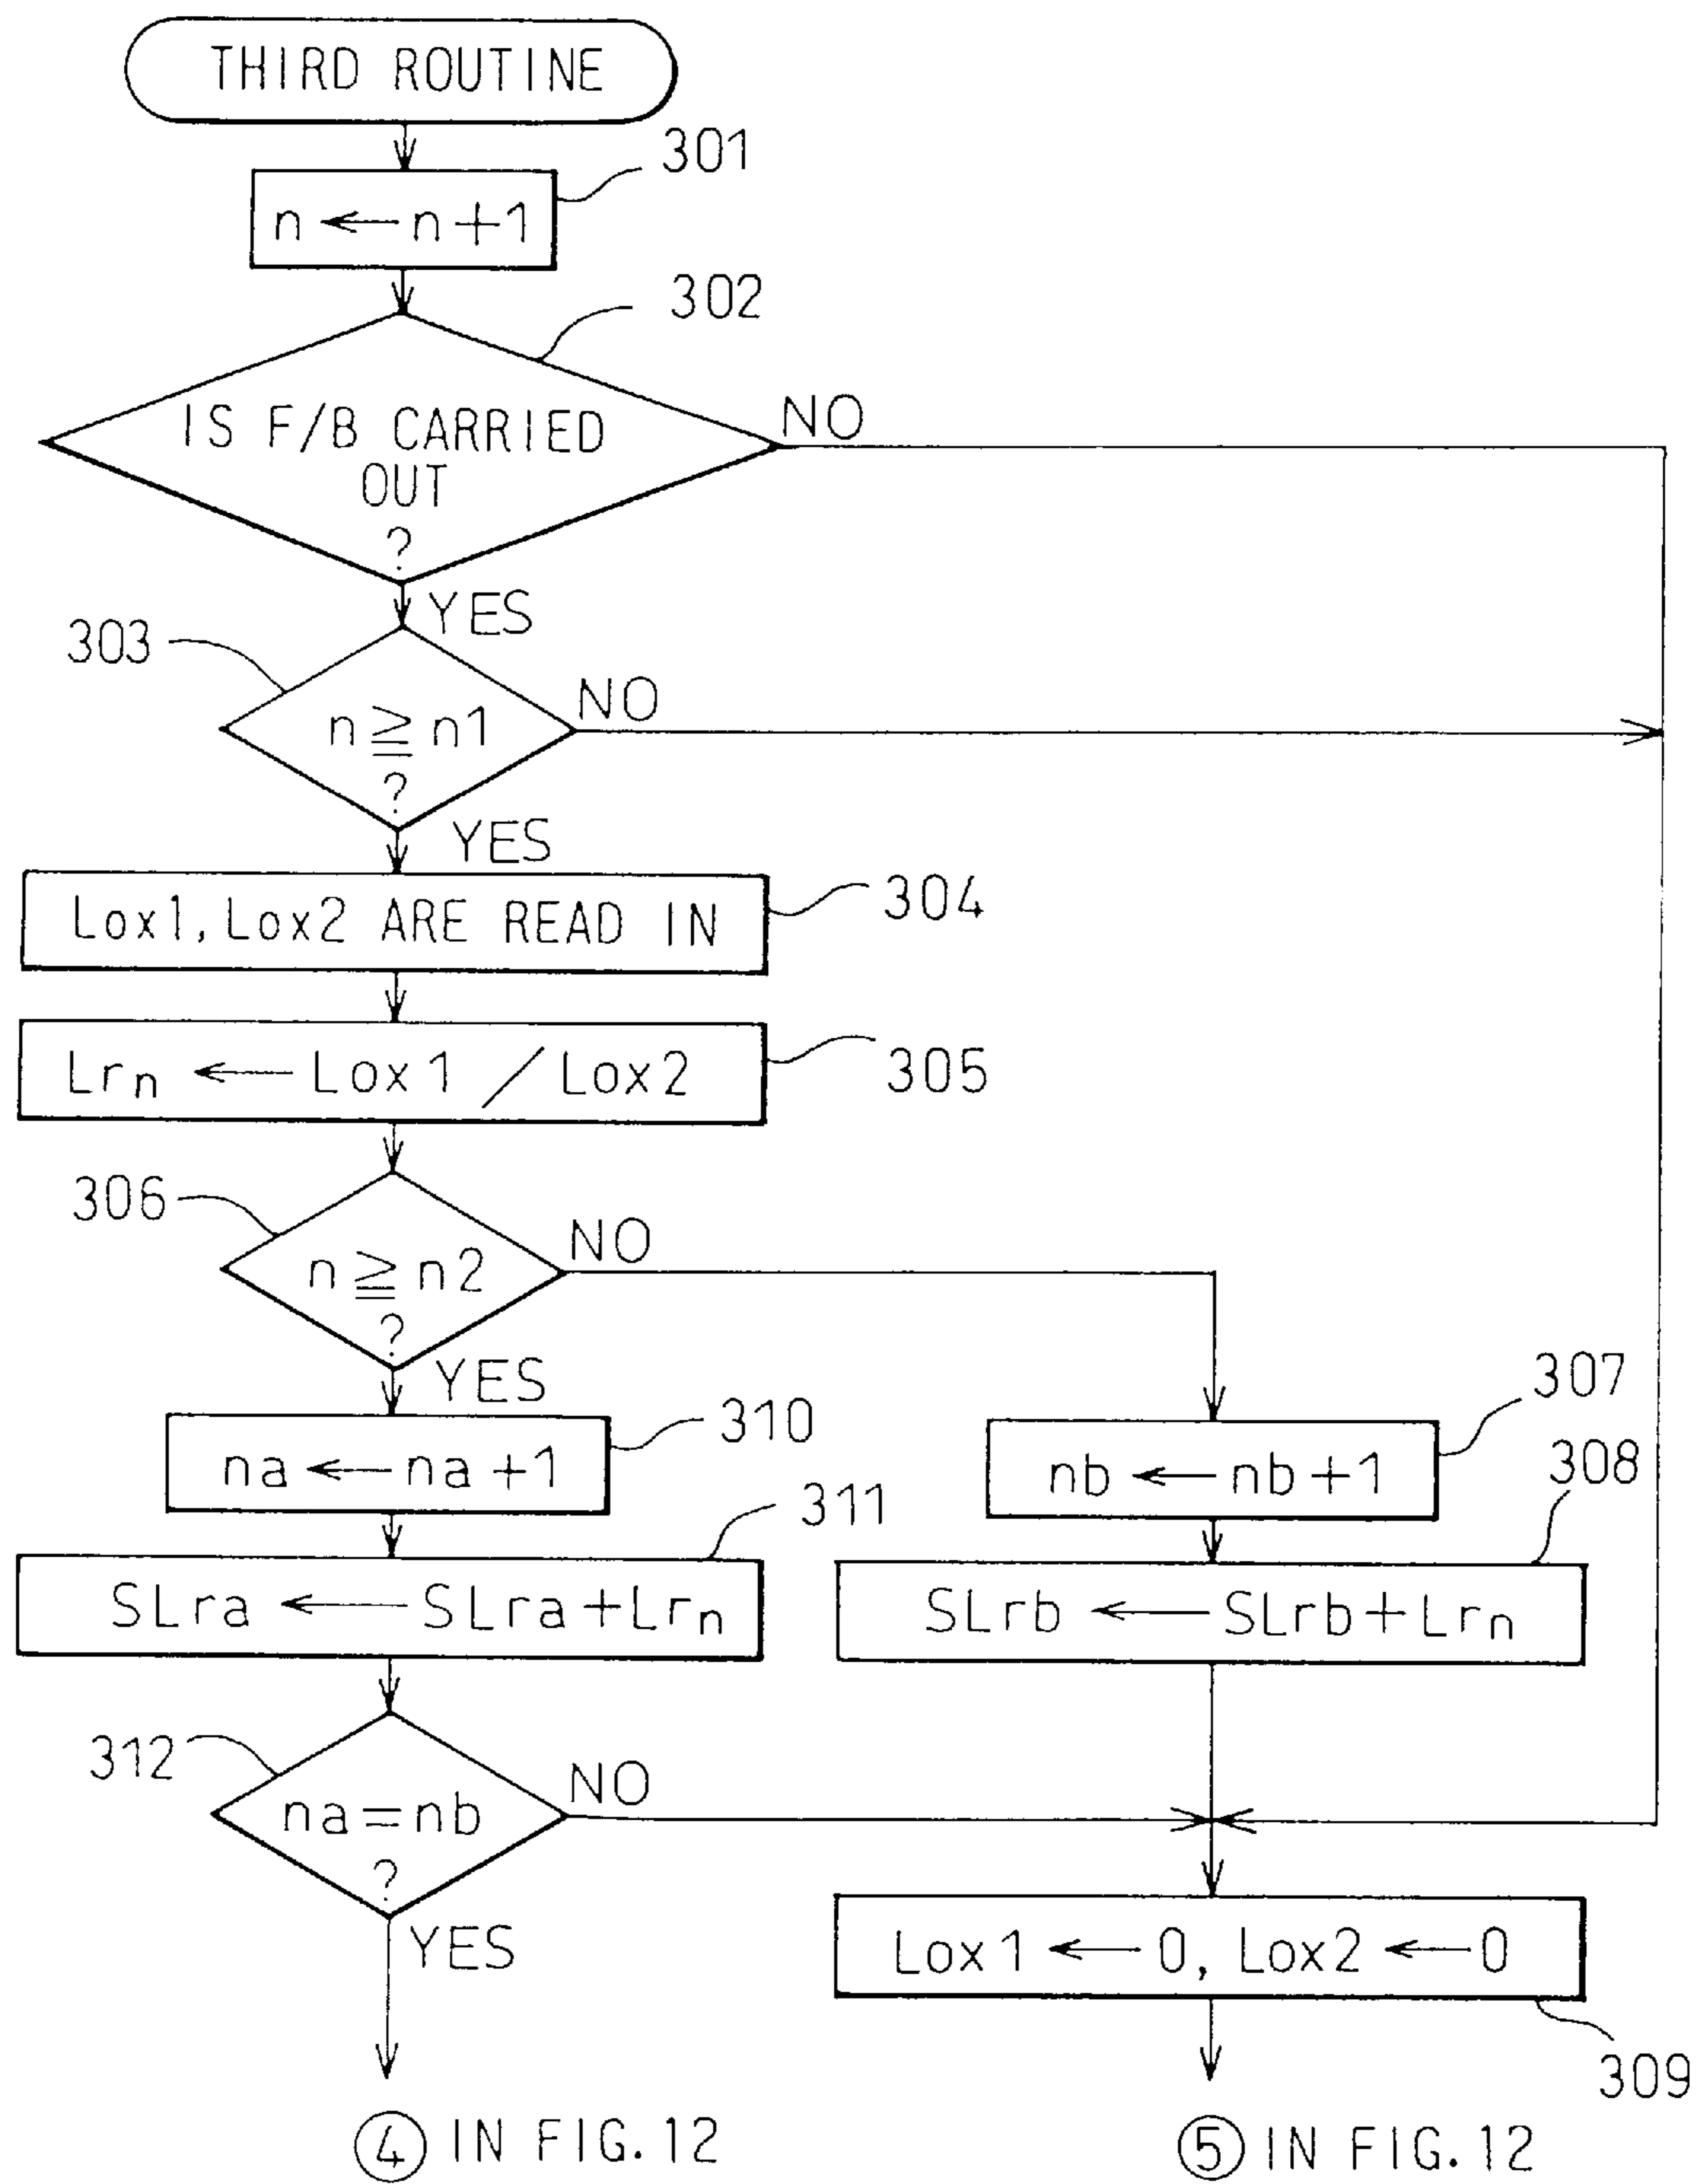 THIRD ROUTINE
301
n ← n+1
302
IS F/B CARRIED
OUT
?
NO
YES
303
n ≧ n1
?
NO
YES
Lox1, Lox2 ARE READ IN
304
Lrn ← Lox1 / Lox2
305
306
n ≧ n2
?
NO
YES
307
310
na ← na+1
nb ← nb+1
308
311
SLra ← SLra+Lrn
SLrb ← SLrb+Lrn
312
na=nb
?
NO
YES
Lox1 ← 0, Lox2 ← 0
309
④ IN FIG.12
⑤ IN FIG.12